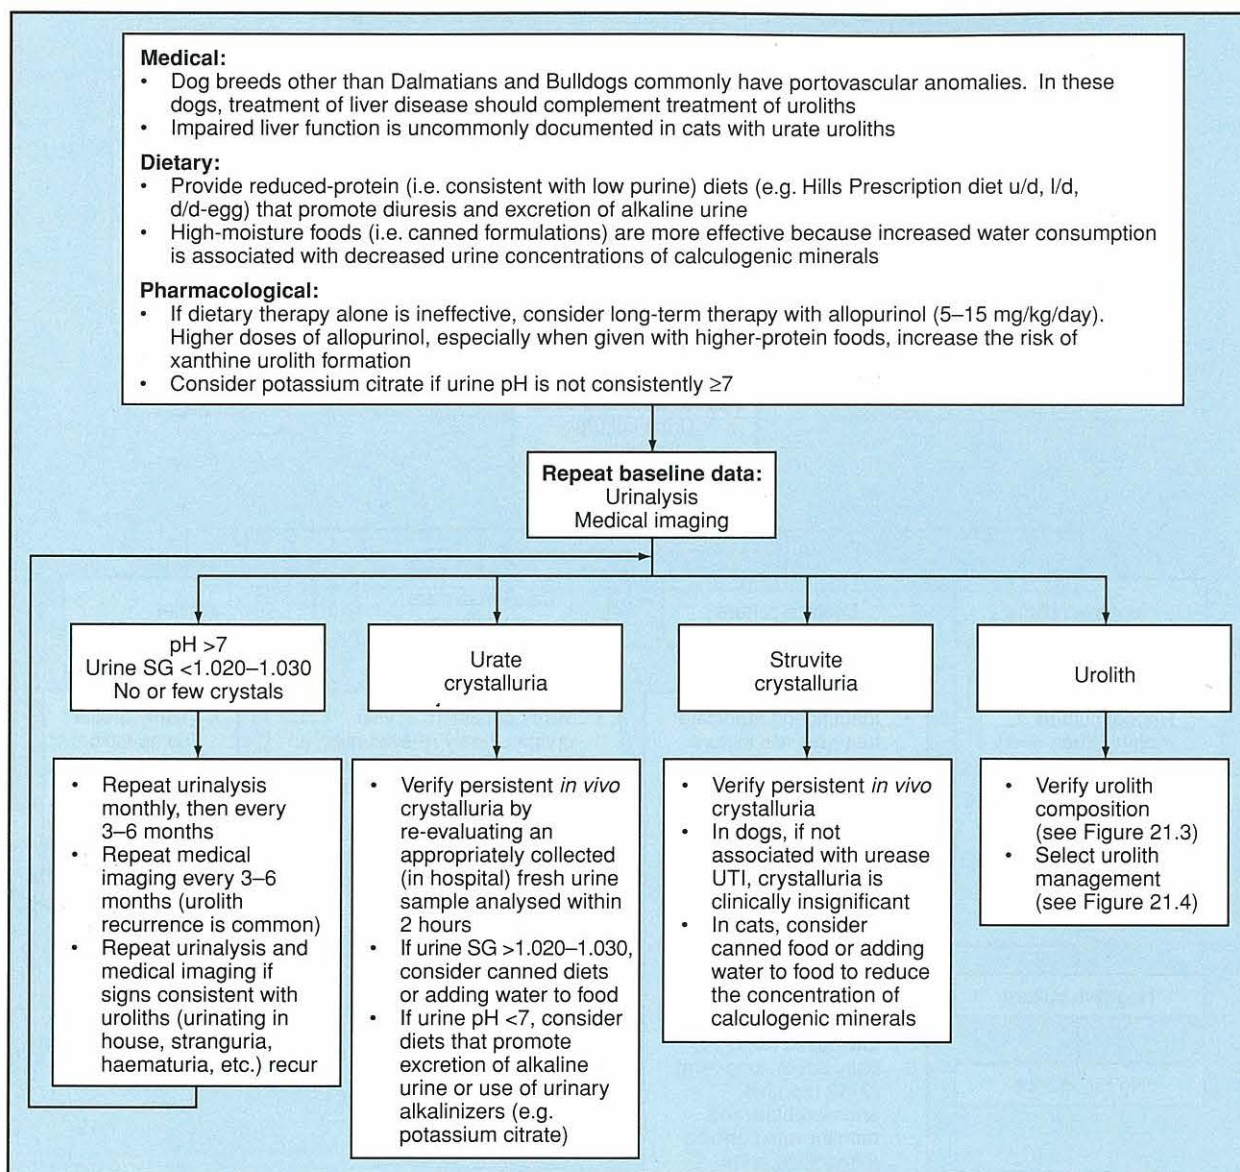 Medical:
• Dog breeds other than Dalmatians and Bulldogs commonly have portovascular anomalies. In these
dogs, treatment of liver disease should complement treatment of uroliths
• Impaired liver function is uncommonly documented in cats with urate uroliths
Dietary:
• Provide reduced-protein (i.e. consistent with low purine) diets (e.g. Hills Prescription diet u/d, l/d,
d/d-egg) that promote diuresis and excretion of alkaline urine
• High-moisture foods (i.e. canned formulations) are more effective because increased water consumption
is associated with decreased urine concentrations of calculogenic minerals
Pharmacological:
• If dietary therapy alone is ineffective, consider long-term therapy with allopurinol (5–15 mg/kg/day).
Higher doses of allopurinol, especially when given with higher-protein foods, increase the risk of
xanthine urolith formation
• Consider potassium citrate if urine pH is not consistently ≥7
Repeat baseline data:
Urinalysis
Medical imaging
pH >7
Urine SG <1.020–1.030
No or few crystals
• Repeat urinalysis
monthly, then every
3–6 months
• Repeat medical
imaging every 3–6
months (urolith
recurrence is common)
• Repeat urinalysis and
medical imaging if
signs consistent with
uroliths (urinating in
house, stranguria,
haematuria, etc.) recur
Urate
crystalluria
• Verify persistent in vivo
crystalluria by
re-evaluating an
appropriately collected
(in hospital) fresh urine
sample analysed within
2 hours
• If urine SG >1.020–1.030,
consider canned diets
or adding water to food
• If urine pH <7, consider
diets that promote
excretion of alkaline
urine or use of urinary
alkalinizers (e.g.
potassium citrate)
Struvite
crystalluria
• Verify persistent in vivo
crystalluria
• In dogs, if not
associated with urease
UTI, crystalluria is
clinically insignificant
• In cats, consider
canned food or adding
water to food to reduce
the concentration of
calculogenic minerals
Urolith
• Verify urolith
composition
(see Figure 21.3)
• Select urolith
management
(see Figure 21.4)